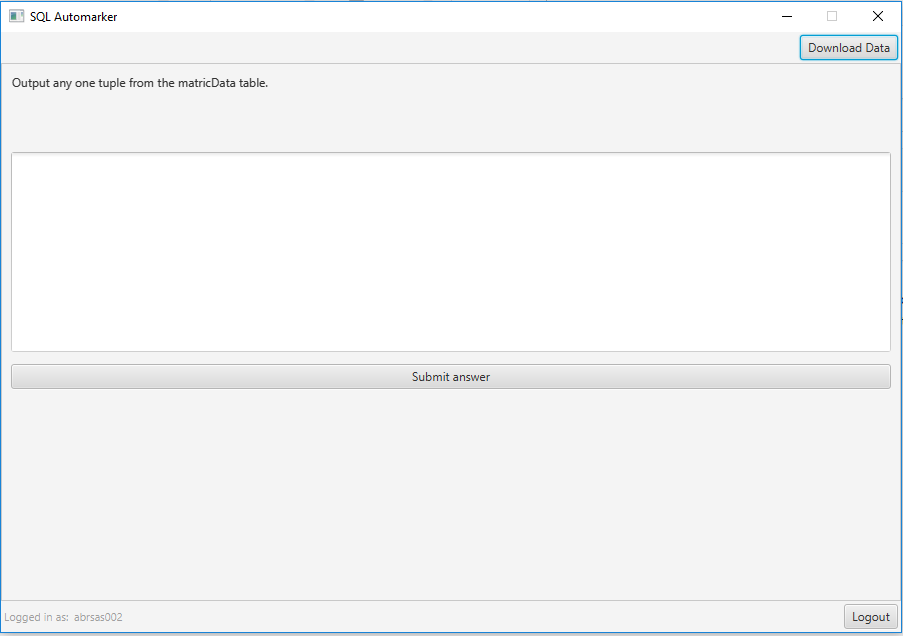 SQL Automarker
Download Data
Output any one tuple from the matricData table.
Submit answer
Logged in as: abrsas002
Logout